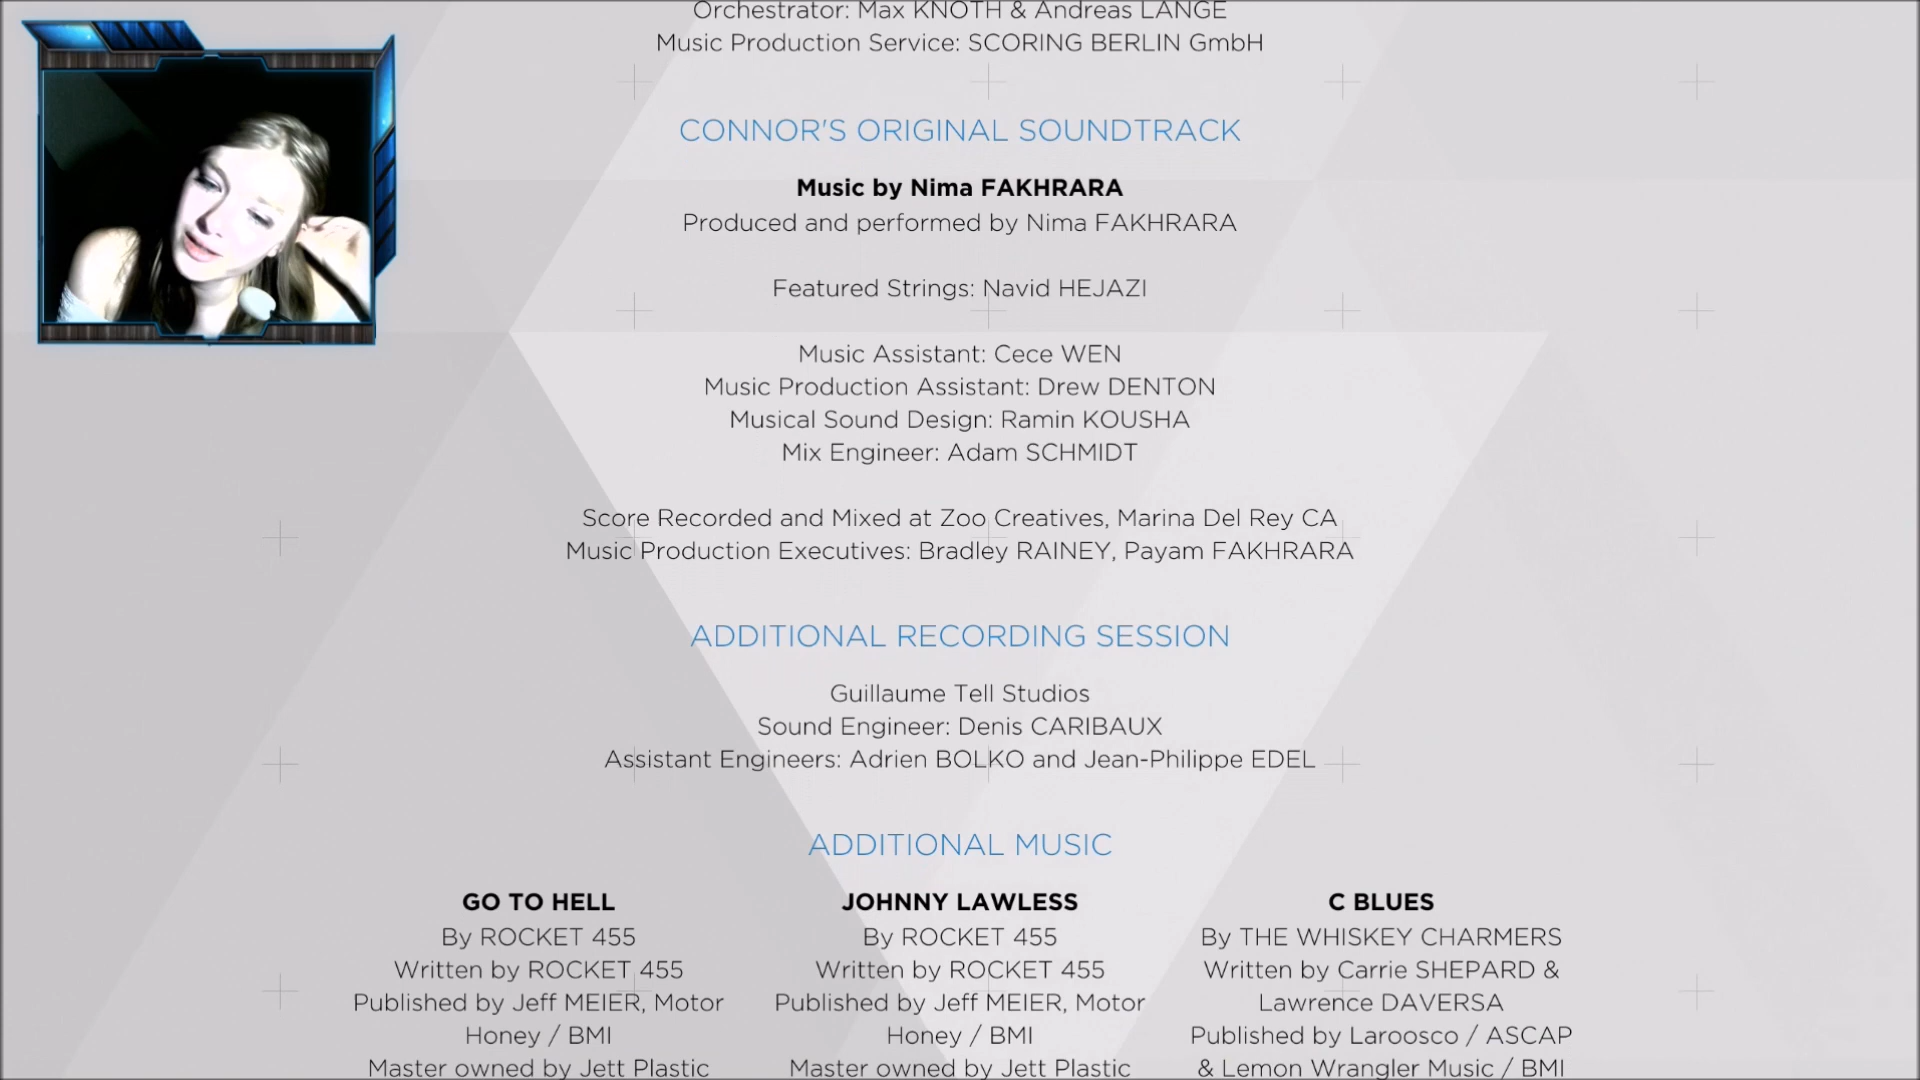 Orchestrator: Max KNOTH & Andreas LANGE
Music Production Service: SCORING BERLIN GmbH
CONNOR'S ORIGINAL SOUNDTRACK
Music by Nima FAKHRARA
Produced and performed by Nima FAKHRARA
Featured Strings: Navid HEJAZI
Music Assistant: Cece WEN
Music Production Assistant: Drew DENTON
Musical Sound Design: Ramin KOUSHA
Mix Engineer: Adam SCHMIDT
Score Recorded and Mixed at Zoo Creatives, Marina Del Rey CA
Music Production Executives: Bradley RAINEY, Payam FAKHRARA
ADDITIONAL RECORDING SESSION
Guillaume Tell Studios
Sound Engineer: Denis CARIBAUX
Assistant Engineers: Adrien BOLKO and Jean-Philippe EDEL
ADDITIONAL MUSIC
GO TO HELL
By ROCKET 455
Written by ROCKET 455
Published by Jeff MEIER, Motor
Honey / BMI
Master owned by Jett Plastic
JOHNNY LAWLESS
By ROCKET 455
Written by ROCKET 455
Published by Jeff MEIER, Motor
Honey / BMI
Master owned by Jett Plastic
C BLUES
By THE WHISKEY CHARMERS
Written by Carrie SHEPARD &
Lawrence DAVERSA
Published by Laroosco / ASCAP
& Lemon Wrangler Music / BMI